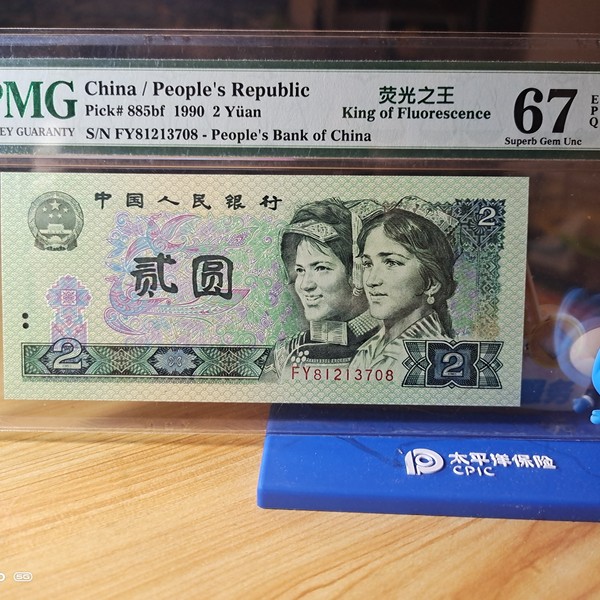 PMG
EY GUARANTY
China / People's Republic
Pick# 885bf 1990 2 Yüan
S/N FY81213708 - People's Bank of China
荧光之王
King of Fluorescence
67
Superb Gem Unc
E
P
Q
中国人民银行
2
贰圆
2
FY81213708
2
太平洋保险
CPIC